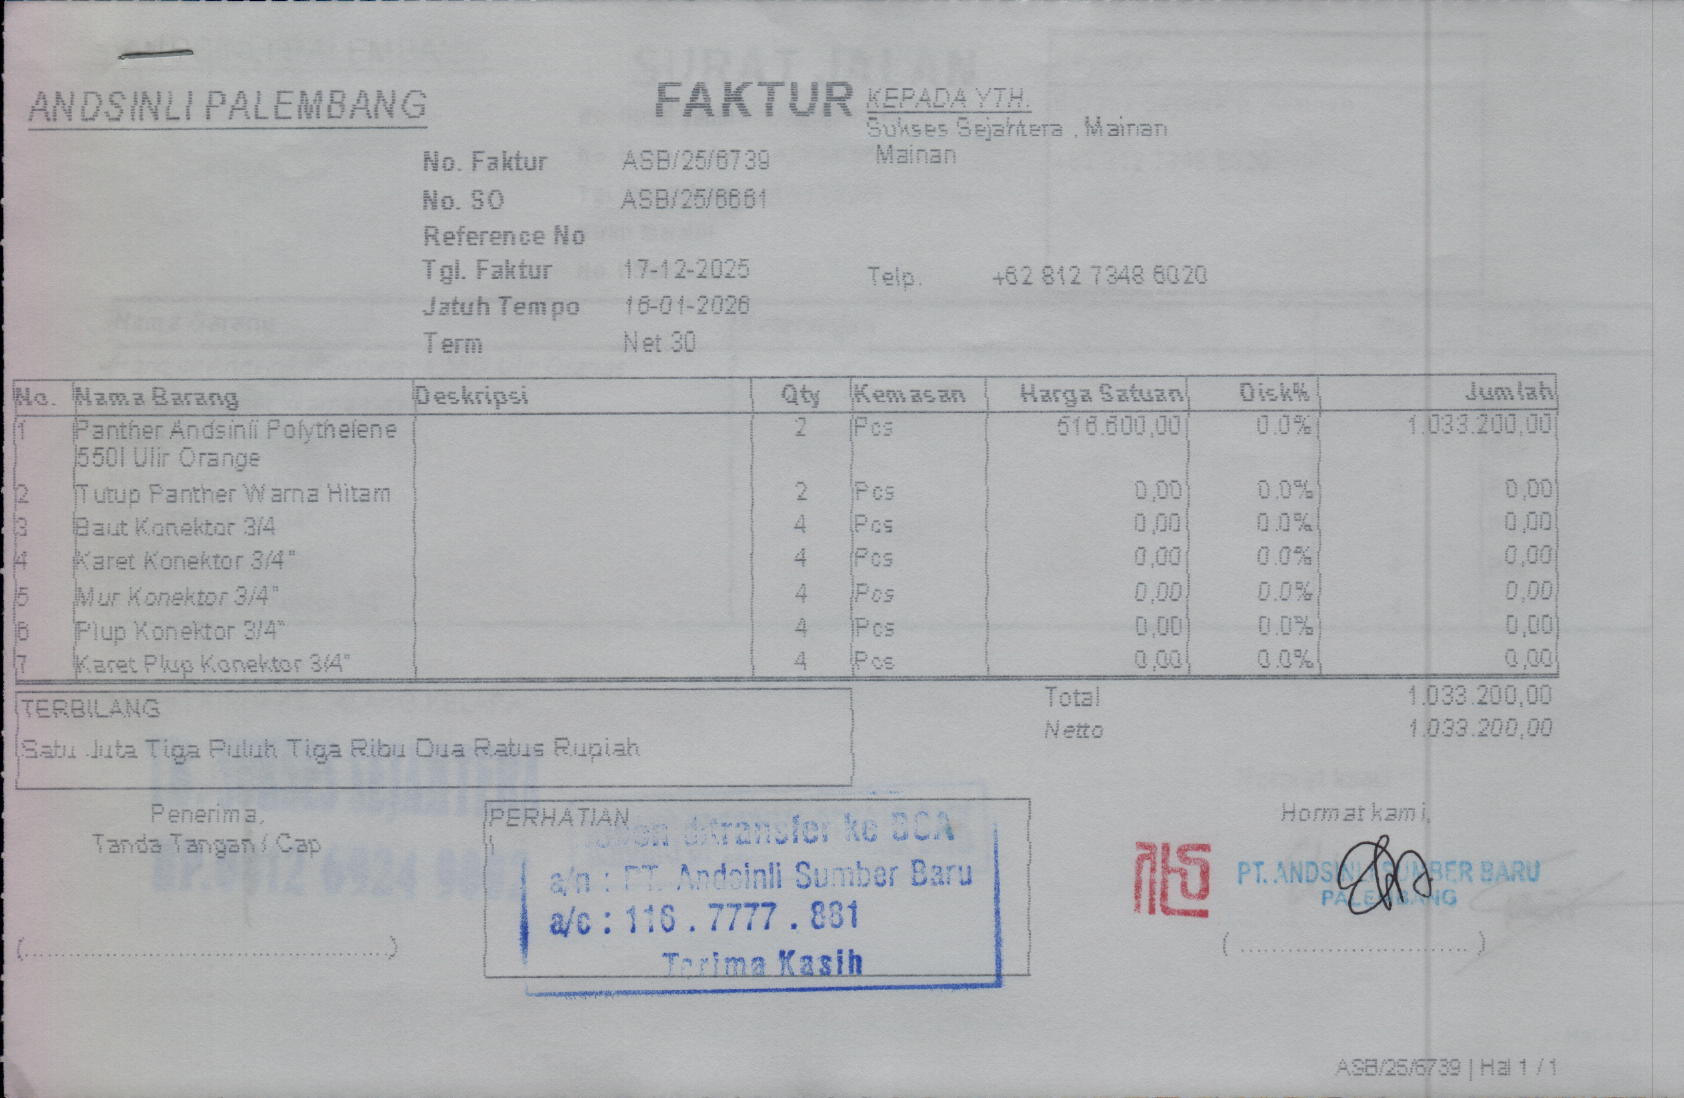 ANDSINLI PALEMBANG
FAKTUR
KEPADA YTH.
Sukses Sejahtera , Mainan
Mainan
No. Faktur ASB/25/6739
No. SO ASB/25/6661
Reference No
Tgl. Faktur 17-12-2025
Telp. +62 812 7348 6020
Jatuh Tempo 16-01-2026
Term Net 30
No. Nama Barang Deskripsi Qty Kemasan Harga Satuan Disk% Jumlah
1 Panther Andsinli Polythelene 2 Pcs 516.600,00 0.0% 1.033.200,00
550l Ulir Orange
2 Tutup Panther Warna Hitam 2 Pcs 0,00 0.0% 0,00
3 Baut Konektor 3/4 4 Pcs 0,00 0.0% 0,00
4 Karet Konektor 3/4" 4 Pcs 0,00 0.0% 0,00
5 Mur Konektor 3/4" 4 Pcs 0,00 0.0% 0,00
6 Plup Konektor 3/4" 4 Pcs 0,00 0.0% 0,00
7 Karet Plup Konektor 3/4" 4 Pcs 0,00 0.0% 0,00
Total 1.033.200,00
Netto 1.033.200,00
TERBILANG
Satu Juta Tiga Puluh Tiga Ribu Dua Ratus Rupiah
Penerima,
Tanda Tangan / Cap
(..................................................)
PERHATIAN
ditransfer ke BCA
a/n : PT. Andsinli Sumber Baru
a/c : 116 . 7777 . 881
Terima Kasih
Hormat kami,
PT. ANDSINLI SUMBER BARU
PALEMBANG
( ............................... )
ASB/25/6739 | Hal 1 / 1